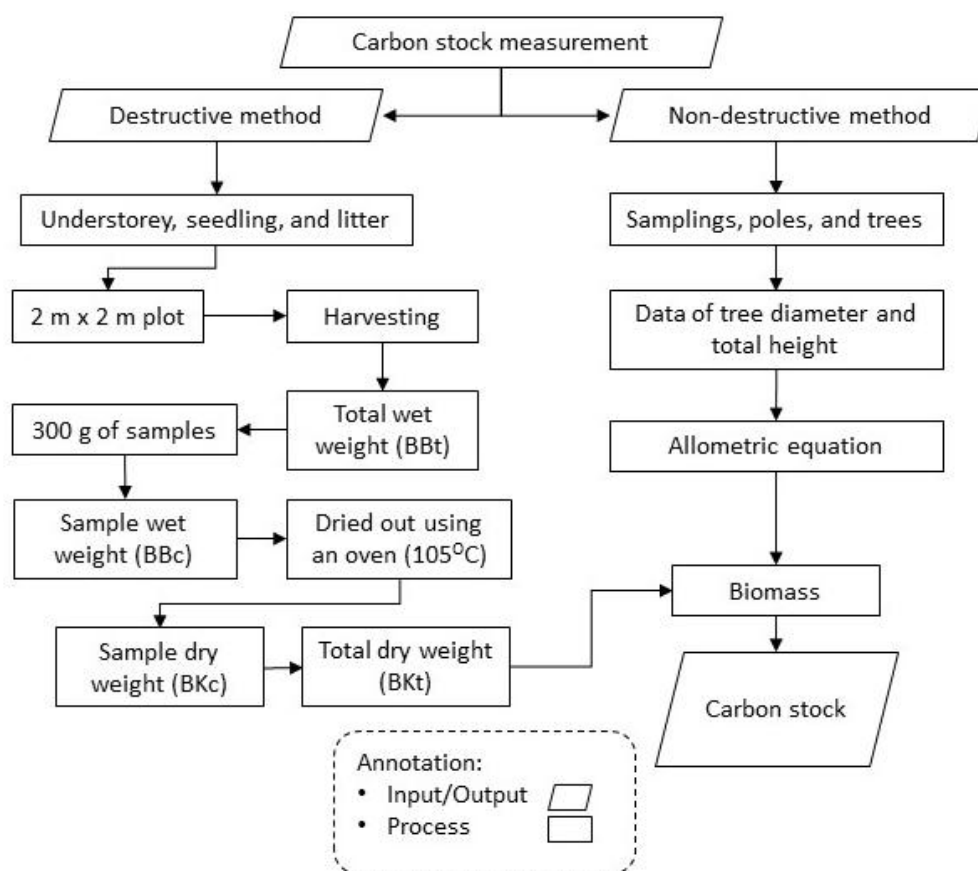 Carbon stock measurement
Destructive method
Non-destructive method
Understorey, seedling, and litter
Samplings, poles, and trees
2 m x 2 m plot
Harvesting
Data of tree diameter and
total height
300 g of samples
Total wet
weight (BBt)
Allometric equation
Sample wet
weight (BBc)
Dried out using
an oven (105⁰C)
Biomass
Sample dry
weight (BKc)
Total dry weight
(BKt)
Carbon stock
Annotation:
• Input/Output
• Process